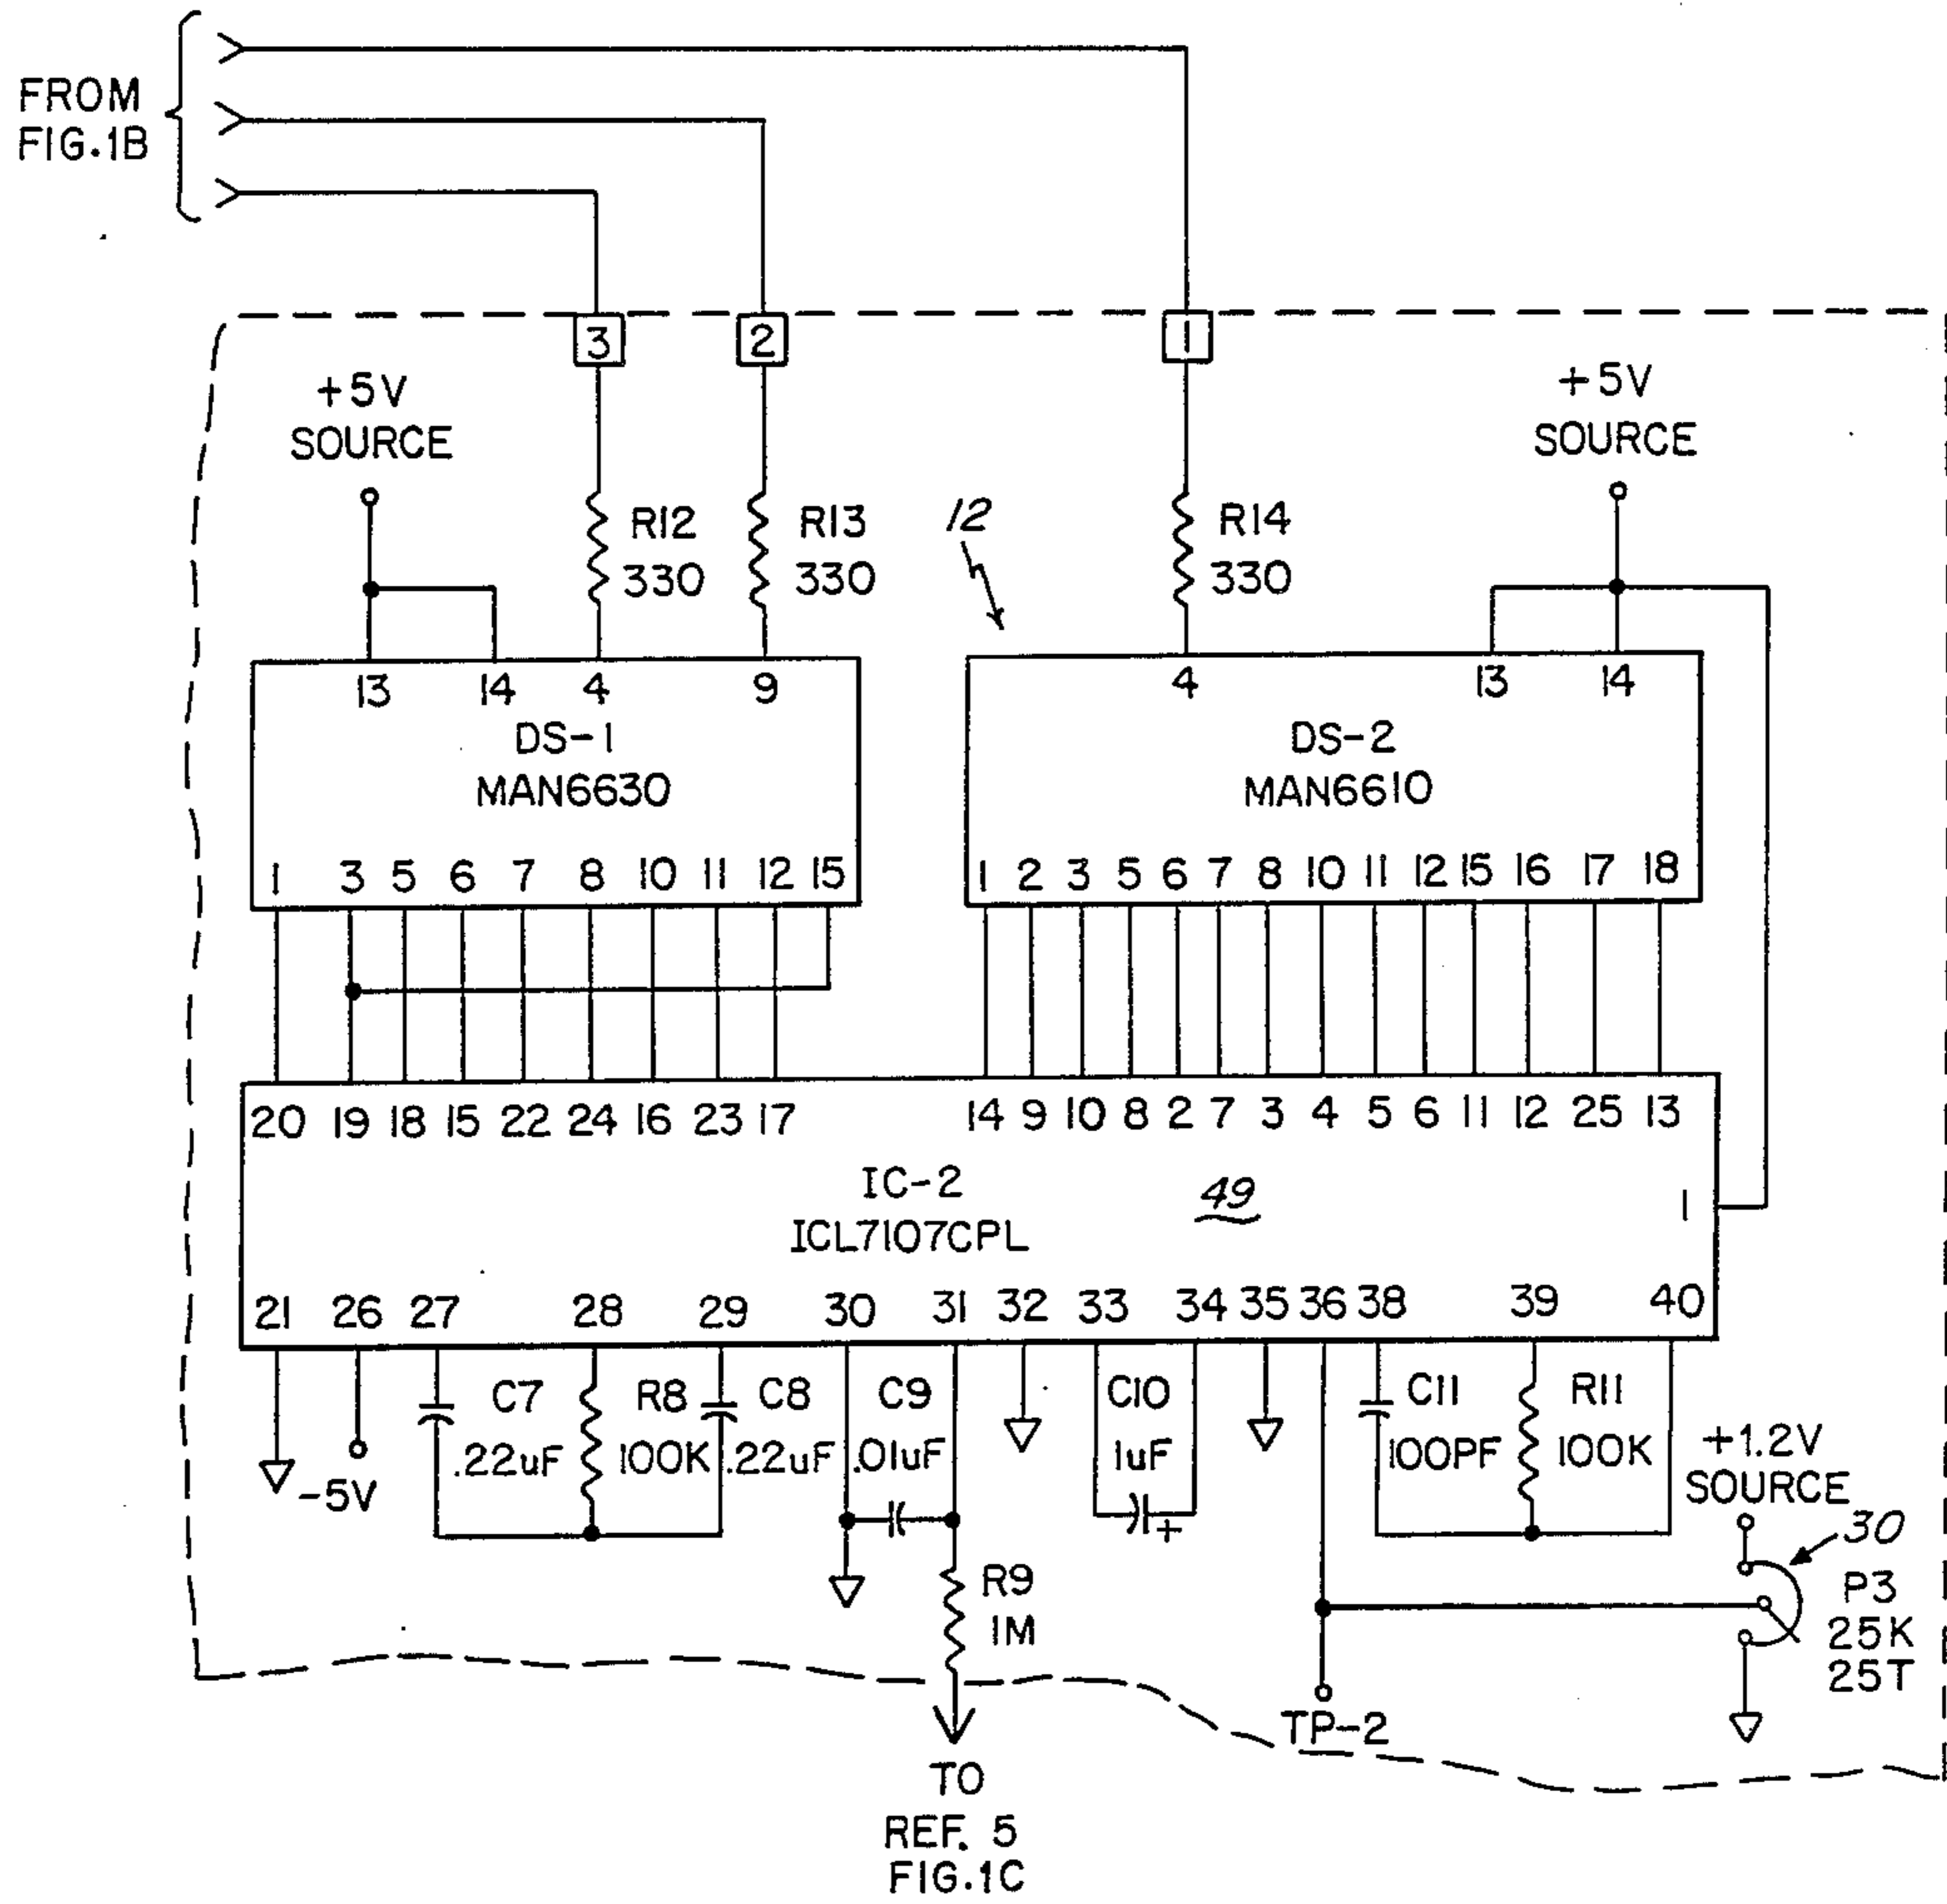 FROM
FIG.1B
3
2
1
+5V
SOURCE
+5V
SOURCE
12
R12
330
R13
330
R14
330
13 14 4 9
DS-1
MAN6630
1 3 5 6 7 8 10 11 12 15
4 13 14
DS-2
MAN6610
1 2 3 5 6 7 8 10 11 12 15 16 17 18
20 19 18 15 22 24 16 23 17 14 9 10 8 2 7 3 4 5 6 11 12 25 13
IC-2
ICL7107CPL
49
1
21 26 27 28 29 30 31 32 33 34 35 36 38 39 40
-5V
C7
.22uF
R8
100K
C8
.22uF
C9
.01uF
C10
1uF
+
C11
100PF
R11
100K
+1.2V
SOURCE
30
P3
25K
25T
R9
1M
TP-2
TO
REF. 5
FIG.1C